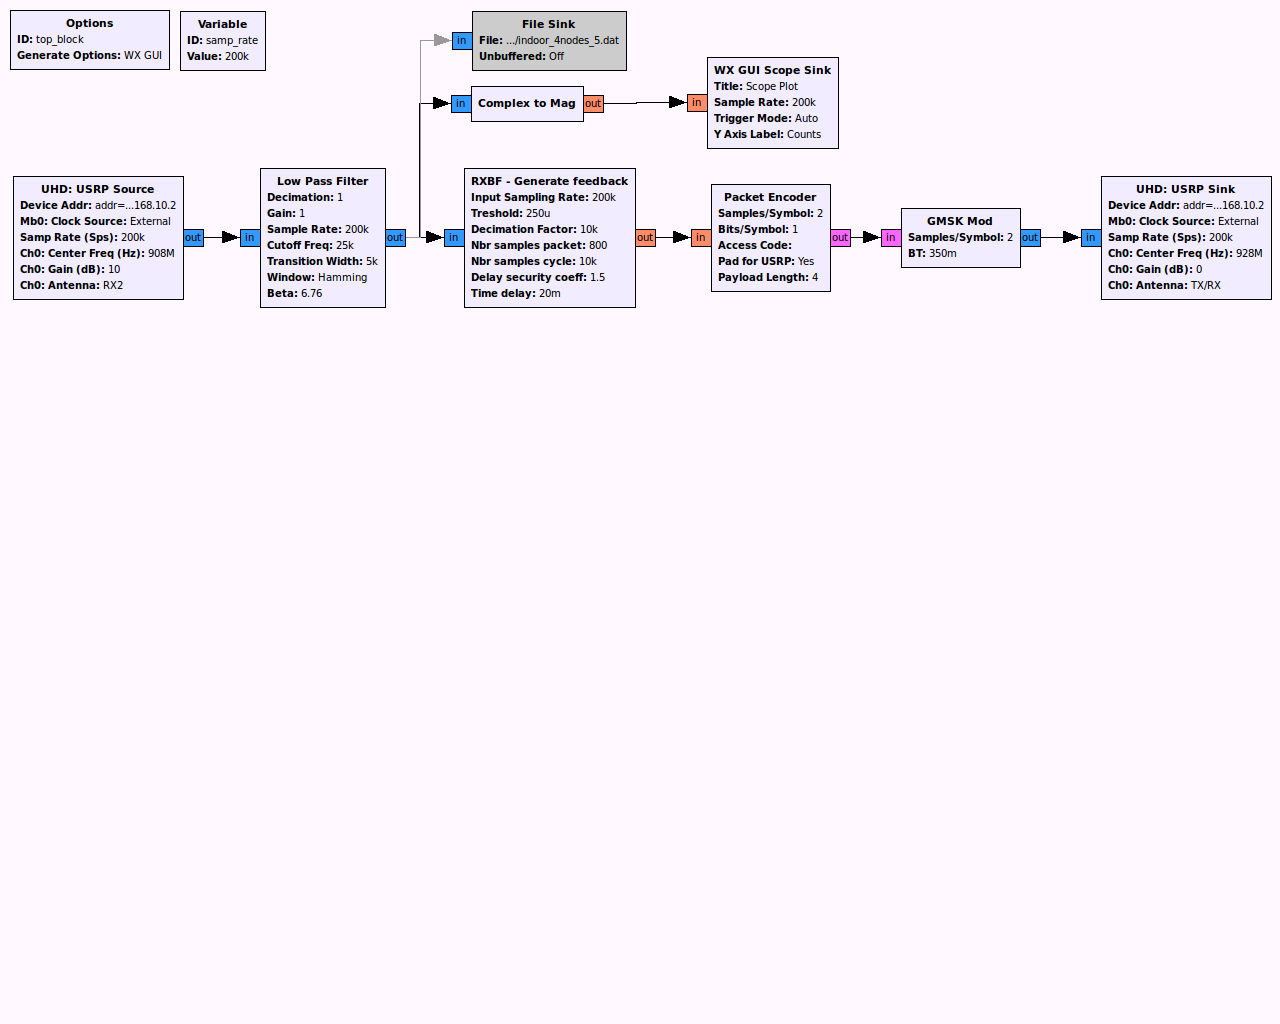 Options
ID: top_block
Generate Options: WX GUI
Variable
ID: samp_rate
Value: 200k
in
File Sink
File: .../indoor_4nodes_5.dat
Unbuffered: Off
in
Complex to Mag
out
in
WX GUI Scope Sink
Title: Scope Plot
Sample Rate: 200k
Trigger Mode: Auto
Y Axis Label: Counts
UHD: USRP Source
Device Addr: addr=...168.10.2
Mb0: Clock Source: External
Samp Rate (Sps): 200k
Ch0: Center Freq (Hz): 908M
Ch0: Gain (dB): 10
Ch0: Antenna: RX2
out
in
Low Pass Filter
Decimation: 1
Gain: 1
Sample Rate: 200k
Cutoff Freq: 25k
Transition Width: 5k
Window: Hamming
Beta: 6.76
out
in
RXBF - Generate feedback
Input Sampling Rate: 200k
Treshold: 250u
Decimation Factor: 10k
Nbr samples packet: 800
Nbr samples cycle: 10k
Delay security coeff: 1.5
Time delay: 20m
out
in
Packet Encoder
Samples/Symbol: 2
Bits/Symbol: 1
Access Code:
Pad for USRP: Yes
Payload Length: 4
out
in
GMSK Mod
Samples/Symbol: 2
BT: 350m
out
in
UHD: USRP Sink
Device Addr: addr=...168.10.2
Mb0: Clock Source: External
Samp Rate (Sps): 200k
Ch0: Center Freq (Hz): 928M
Ch0: Gain (dB): 0
Ch0: Antenna: TX/RX